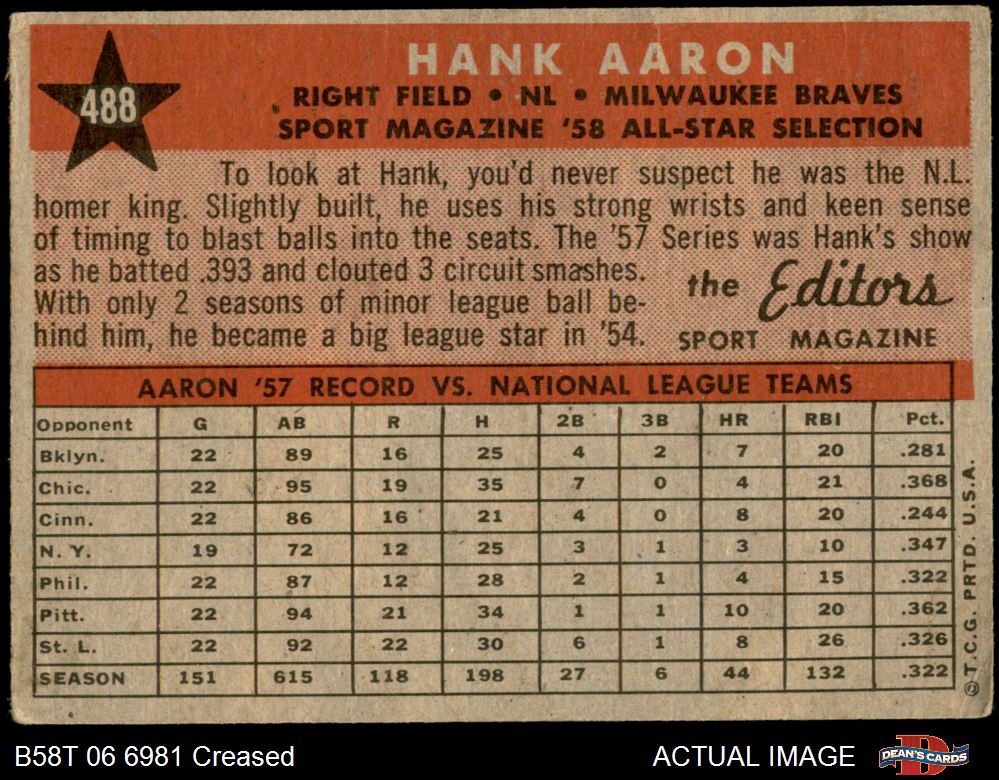 HANK AARON
488
RIGHT FIELD • NL • MILWAUKEE BRAVES
SPORT MAGAZINE '58 ALL-STAR SELECTION
To look at Hank, you'd never suspect he was the N.L.
homer king. Slightly built, he uses his strong wrists and keen sense
of timing to blast balls into the seats. The '57 Series was Hank's show
as he batted .393 and clouted 3 circuit smashes.
With only 2 seasons of minor league ball be-
hind him, he became a big league star in '54.
the Editors
SPORT MAGAZINE
AARON '57 RECORD VS. NATIONAL LEAGUE TEAMS
Opponent G AB R H 2B 3B HR RBI Pct.
Bklyn. 22 89 16 25 4 2 7 20 .281
Chic. 22 95 19 35 7 0 4 21 .368
Cinn. 22 86 16 21 4 0 8 20 .244
N. Y. 19 72 12 25 3 1 3 10 .347
Phil. 22 87 12 28 2 1 4 15 .322
Pitt. 22 94 21 34 1 1 10 20 .362
St. L. 22 92 22 30 6 1 8 26 .326
SEASON 151 615 118 198 27 6 44 132 .322
© T.C.G. PRTD. U.S.A.
B58T 06 6981 Creased
ACTUAL IMAGE
D
DEAN'S CARDS